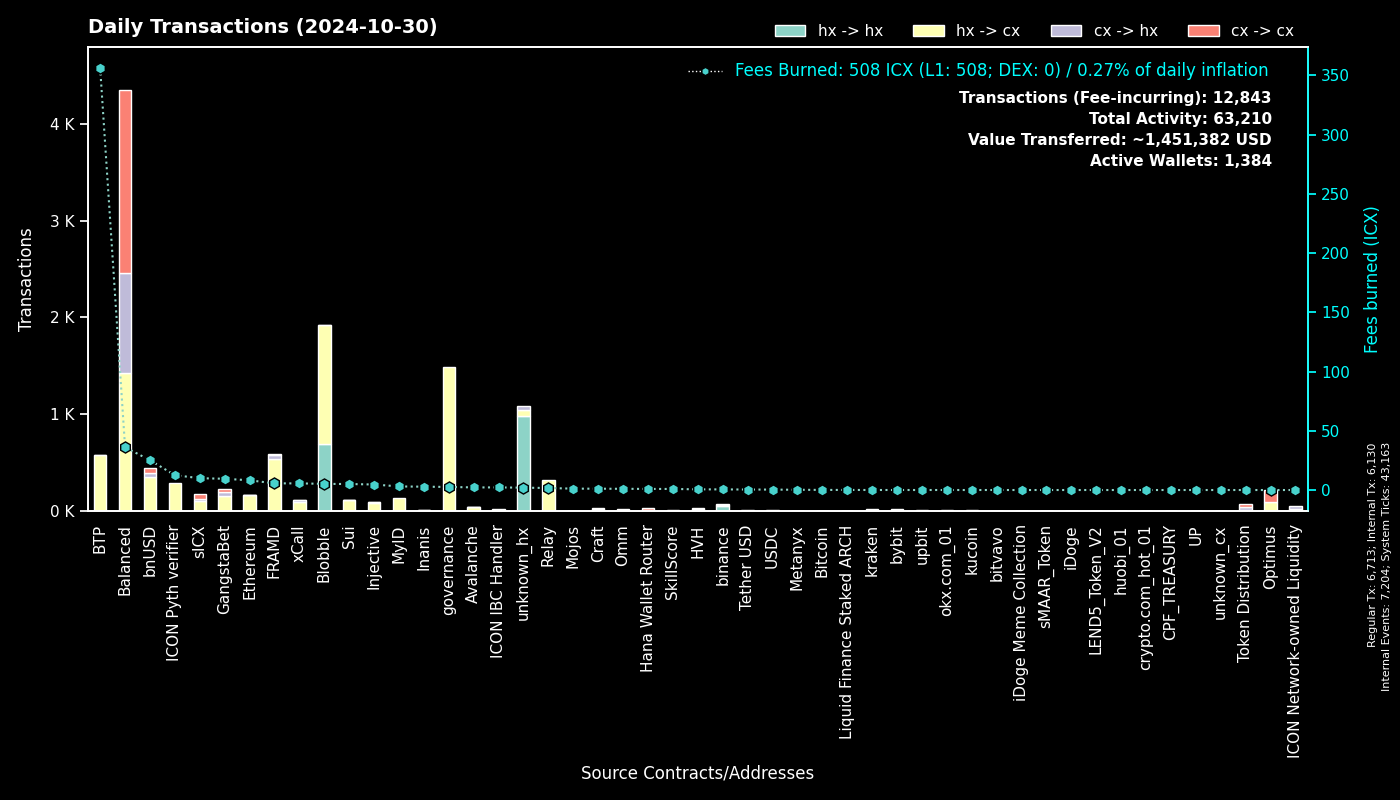 Daily Transactions (2024-10-30)
hx -> hx
hx -> cx
cx -> hx
cx -> cx
Fees Burned: 508 ICX (L1: 508; DEX: 0) / 0.27% of daily inflation
Transactions (Fee-incurring): 12,843
Total Activity: 63,210
Value Transferred: ~1,451,382 USD
Active Wallets: 1,384
Transactions
4 K
3 K
2 K
1 K
0 K
350
300
250
200
150
100
50
0
Fees burned (ICX)
BTP
Balanced
bnUSD
ICON Pyth verifier
sICX
GangstaBet
Ethereum
FRAMD
xCall
Blobble
Sui
Injective
MyID
Inanis
governance
Avalanche
ICON IBC Handler
unknown_hx
Relay
Mojos
Craft
Omm
Hana Wallet Router
SkillScore
HVH
binance
Tether USD
USDC
Metanyx
Bitcoin
Liquid Finance Staked ARCH
kraken
bybit
upbit
okx.com_01
kucoin
bitvavo
iDoge Meme Collection
sMAAR_Token
iDoge
LEND5_Token_V2
huobi_01
crypto.com_hot_01
CPF_TREASURY
UP
unknown_cx
Token Distribution
Optimus
ICON Network-owned Liquidity
Source Contracts/Addresses
Regular Tx: 6,713; Internal Tx: 6,130
Internal Events: 7,204; System Ticks: 43,163